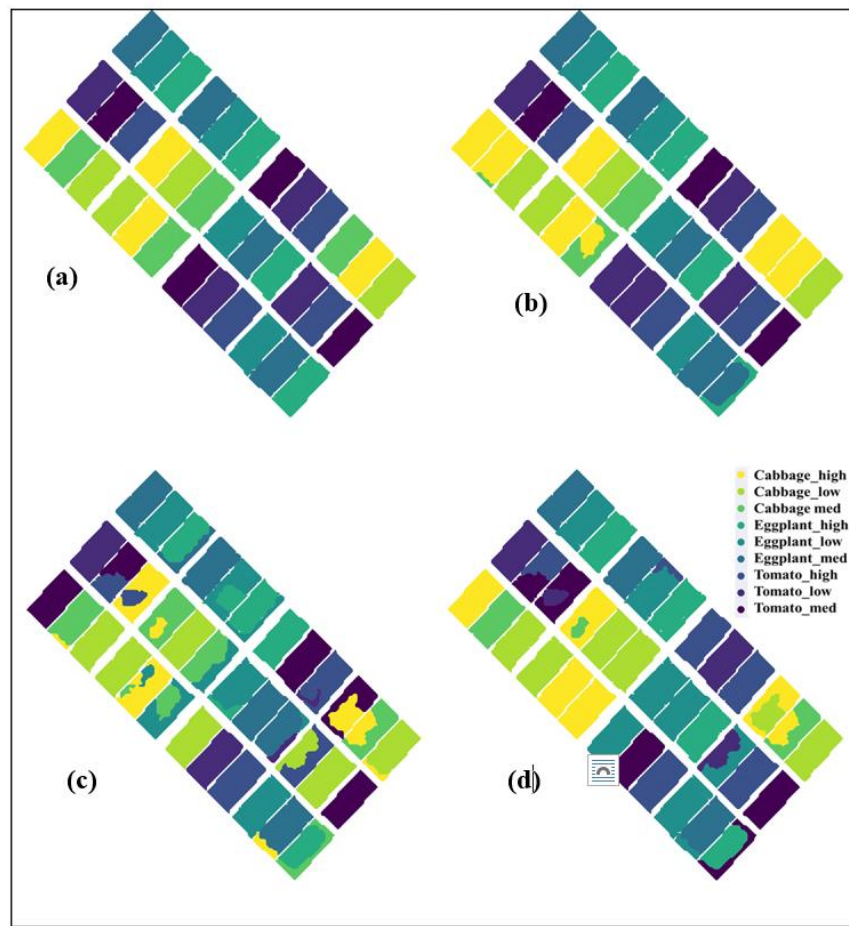 (a)
(b)
Cabbage_high
Cabbage_low
Cabbage med
Eggplant_high
Eggplant_low
Eggplant_med
Tomato_high
Tomato_low
Tomato_med
(c)
(d)